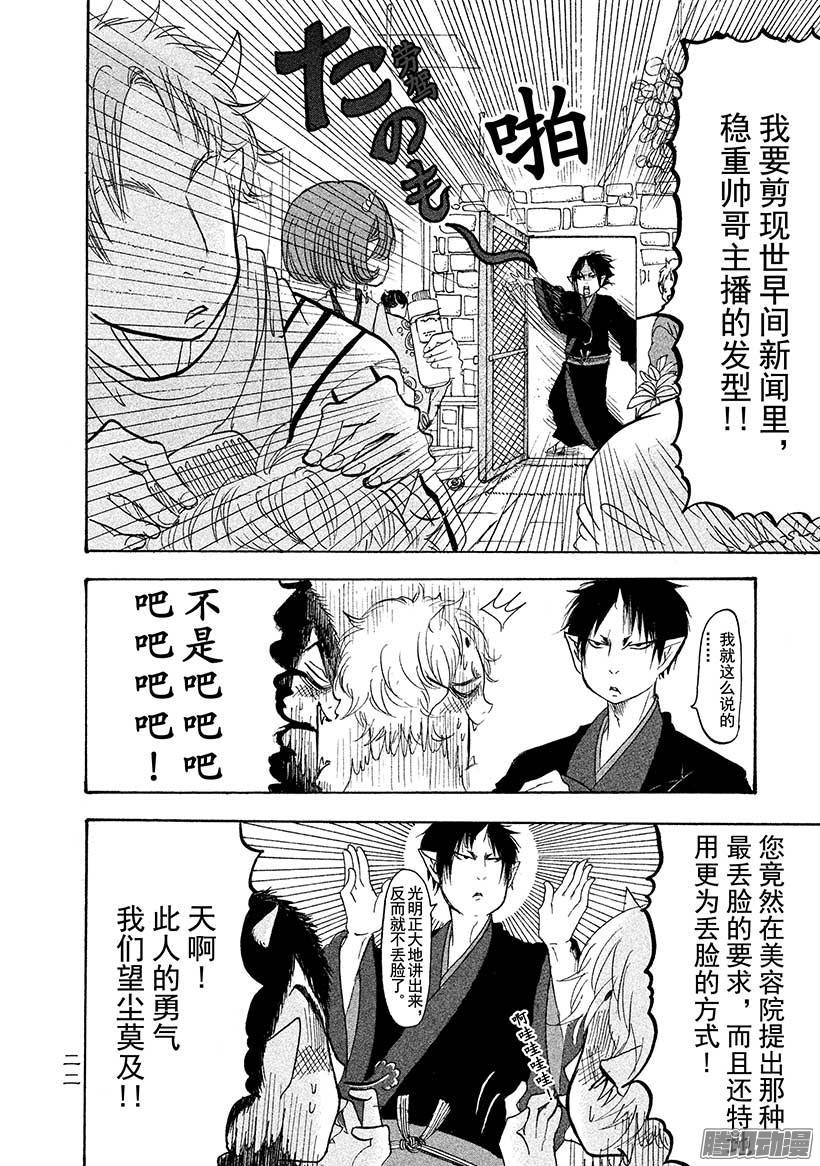 我要剪现世早间新闻里，
稳重帅哥主播的发型！！
啪
劳驾
たのも
我就这么说的
……
不是吧吧吧
吧吧吧吧！
您竟然在美容院提出那种
最丢脸的要求，而且还特
用更为丢脸的方式！
光明正大地讲出来，
反而就不丢脸了。
啊哇哇哇哇！！
天啊！
此人的勇气
我们望尘莫及！！
二二
腾讯动漫